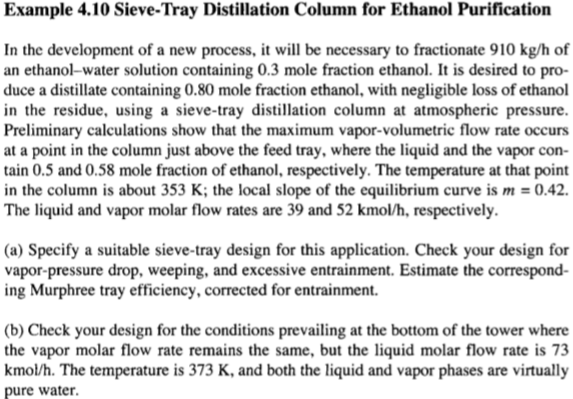 Example 4.10 Sieve-Tray Distillation Column for Ethanol Purification
In the development of a new process, it will be necessary to fractionate 910 kg/h of
an ethanol–water solution containing 0.3 mole fraction ethanol. It is desired to pro-
duce a distillate containing 0.80 mole fraction ethanol, with negligible loss of ethanol
in the residue, using a sieve-tray distillation column at atmospheric pressure.
Preliminary calculations show that the maximum vapor-volumetric flow rate occurs
at a point in the column just above the feed tray, where the liquid and the vapor con-
tain 0.5 and 0.58 mole fraction of ethanol, respectively. The temperature at that point
in the column is about 353 K; the local slope of the equilibrium curve is m = 0.42.
The liquid and vapor molar flow rates are 39 and 52 kmol/h, respectively.
(a) Specify a suitable sieve-tray design for this application. Check your design for
vapor-pressure drop, weeping, and excessive entrainment. Estimate the correspond-
ing Murphree tray efficiency, corrected for entrainment.
(b) Check your design for the conditions prevailing at the bottom of the tower where
the vapor molar flow rate remains the same, but the liquid molar flow rate is 73
kmol/h. The temperature is 373 K, and both the liquid and vapor phases are virtually
pure water.